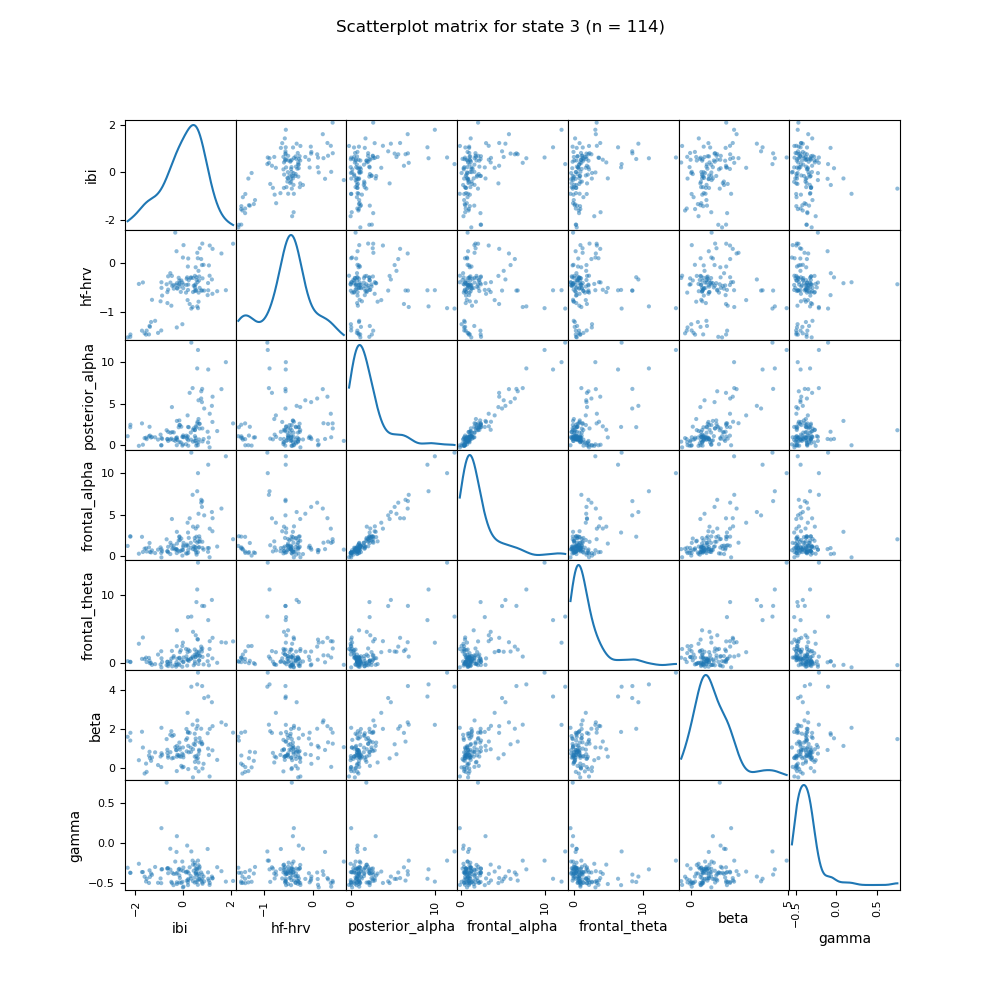 Scatterplot matrix for state 3 (n = 114)
ibi
2
0
−2
hf-hrv
0
−1
posterior_alpha
10
5
0
frontal_alpha
10
5
0
frontal_theta
10
0
beta
4
2
0
gamma
0.5
0.0
−0.5
−2 0 2 −1 0 0 10 0 10 0 10 0 5 −0.5 0.0 0.5
ibi hf-hrv posterior_alpha frontal_alpha frontal_theta beta gamma